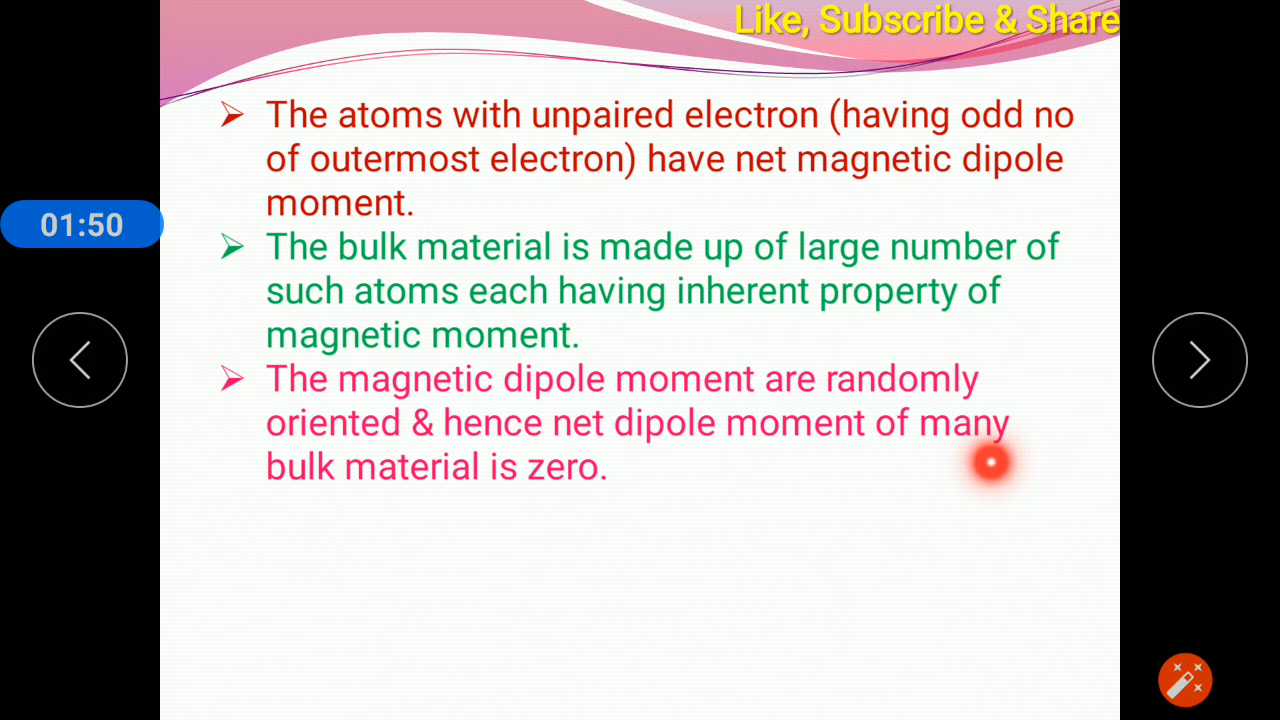 Like, Subscribe & Share
➢ The atoms with unpaired electron (having odd no
of outermost electron) have net magnetic dipole
moment.
01:50
➢ The bulk material is made up of large number of
such atoms each having inherent property of
magnetic moment.
➢ The magnetic dipole moment are randomly
oriented & hence net dipole moment of many
bulk material is zero.